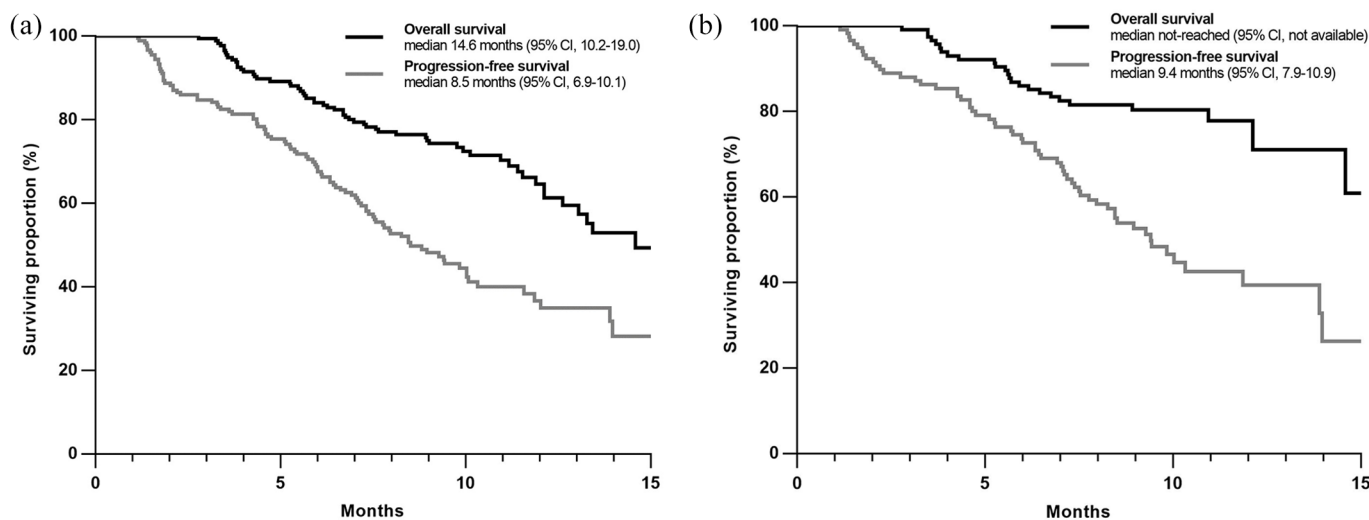 (a)
Overall survival
median 14.6 months (95% CI, 10.2-19.0)
Progression-free survival
median 8.5 months (95% CI, 6.9-10.1)
100
80
60
40
20
0
Surviving proportion (%)
0 5 10 15
Months
(b)
Overall survival
median not-reached (95% CI, not available)
Progression-free survival
median 9.4 months (95% CI, 7.9-10.9)
100
80
60
40
20
0
Surviving proportion (%)
0 5 10 15
Months